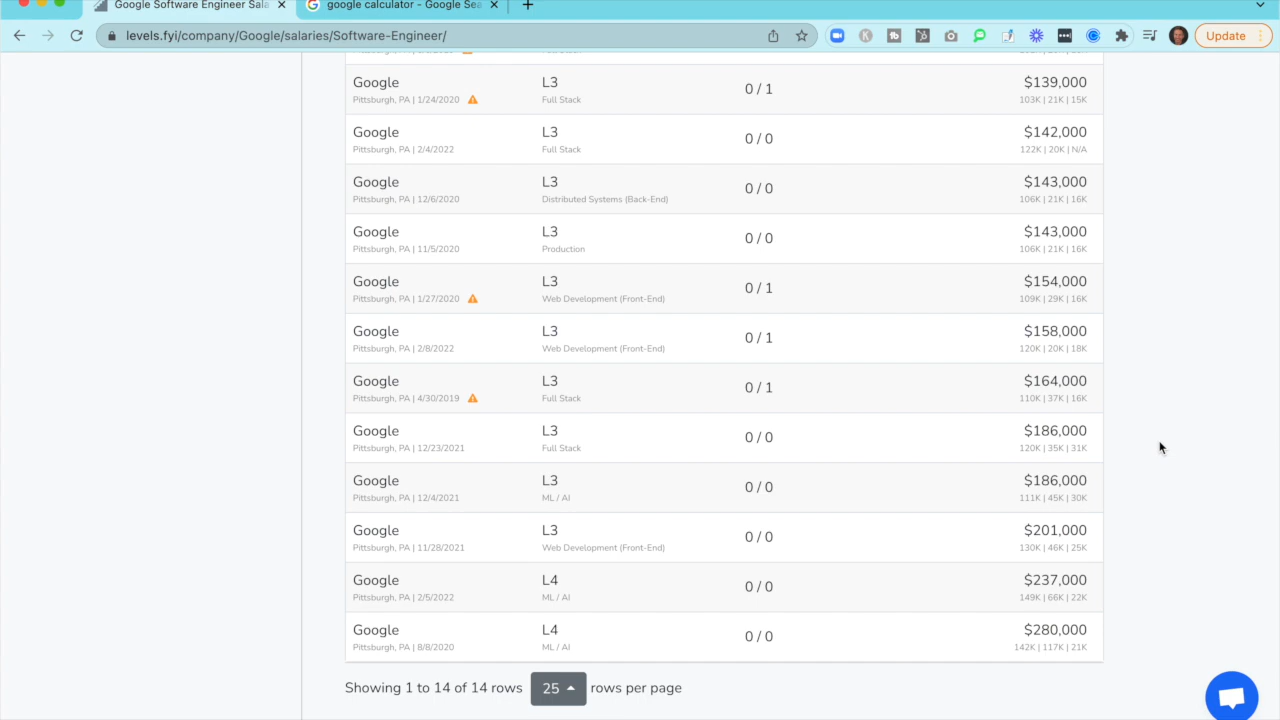 Google Software Engineer Sala
google calculator - Google Sea
levels.fyi/company/Google/salaries/Software-Engineer/
Update
Google L3 0 / 1 $139,000
Pittsburgh, PA | 1/24/2020 Full Stack 103K | 21K | 15K
Google L3 0 / 0 $142,000
Pittsburgh, PA | 2/4/2022 Full Stack 122K | 20K | N/A
Google L3 0 / 0 $143,000
Pittsburgh, PA | 12/6/2020 Distributed Systems (Back-End) 106K | 21K | 16K
Google L3 0 / 0 $143,000
Pittsburgh, PA | 11/5/2020 Production 106K | 21K | 16K
Google L3 0 / 1 $154,000
Pittsburgh, PA | 1/27/2020 Web Development (Front-End) 109K | 29K | 16K
Google L3 0 / 1 $158,000
Pittsburgh, PA | 2/8/2022 Web Development (Front-End) 120K | 20K | 18K
Google L3 0 / 1 $164,000
Pittsburgh, PA | 4/30/2019 Full Stack 110K | 37K | 16K
Google L3 0 / 0 $186,000
Pittsburgh, PA | 12/23/2021 Full Stack 120K | 35K | 31K
Google L3 0 / 0 $186,000
Pittsburgh, PA | 12/4/2021 ML / AI 111K | 45K | 30K
Google L3 0 / 0 $201,000
Pittsburgh, PA | 11/28/2021 Web Development (Front-End) 130K | 46K | 25K
Google L4 0 / 0 $237,000
Pittsburgh, PA | 2/5/2022 ML / AI 149K | 66K | 22K
Google L4 0 / 0 $280,000
Pittsburgh, PA | 8/8/2020 ML / AI 142K | 117K | 21K
Showing 1 to 14 of 14 rows 25 rows per page